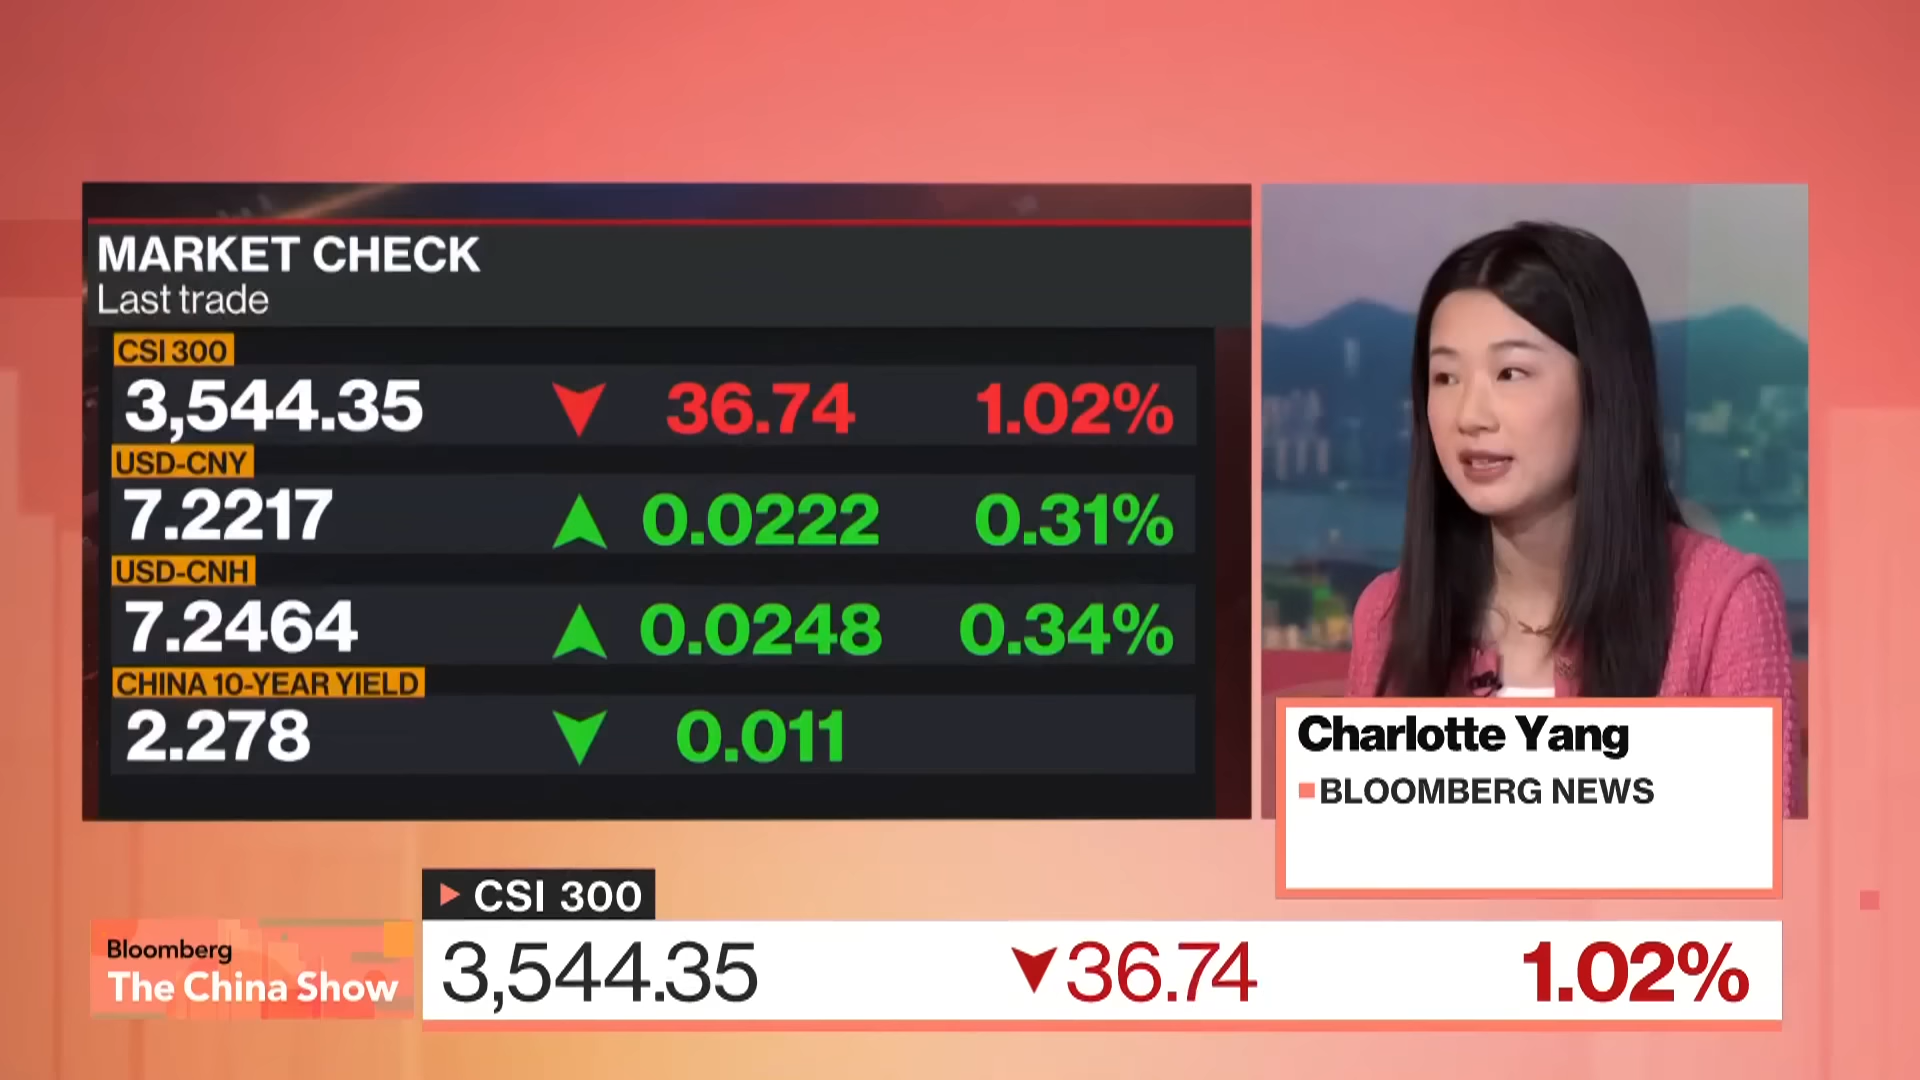 MARKET CHECK
Last trade
CSI 300
3,544.35 ▼ 36.74 1.02%
USD-CNY
7.2217 ▲ 0.0222 0.31%
USD-CNH
7.2464 ▲ 0.0248 0.34%
CHINA 10-YEAR YIELD
2.278 ▼ 0.011
Charlotte Yang
BLOOMBERG NEWS
CSI 300
3,544.35 ▼36.74 1.02%
Bloomberg
The China Show